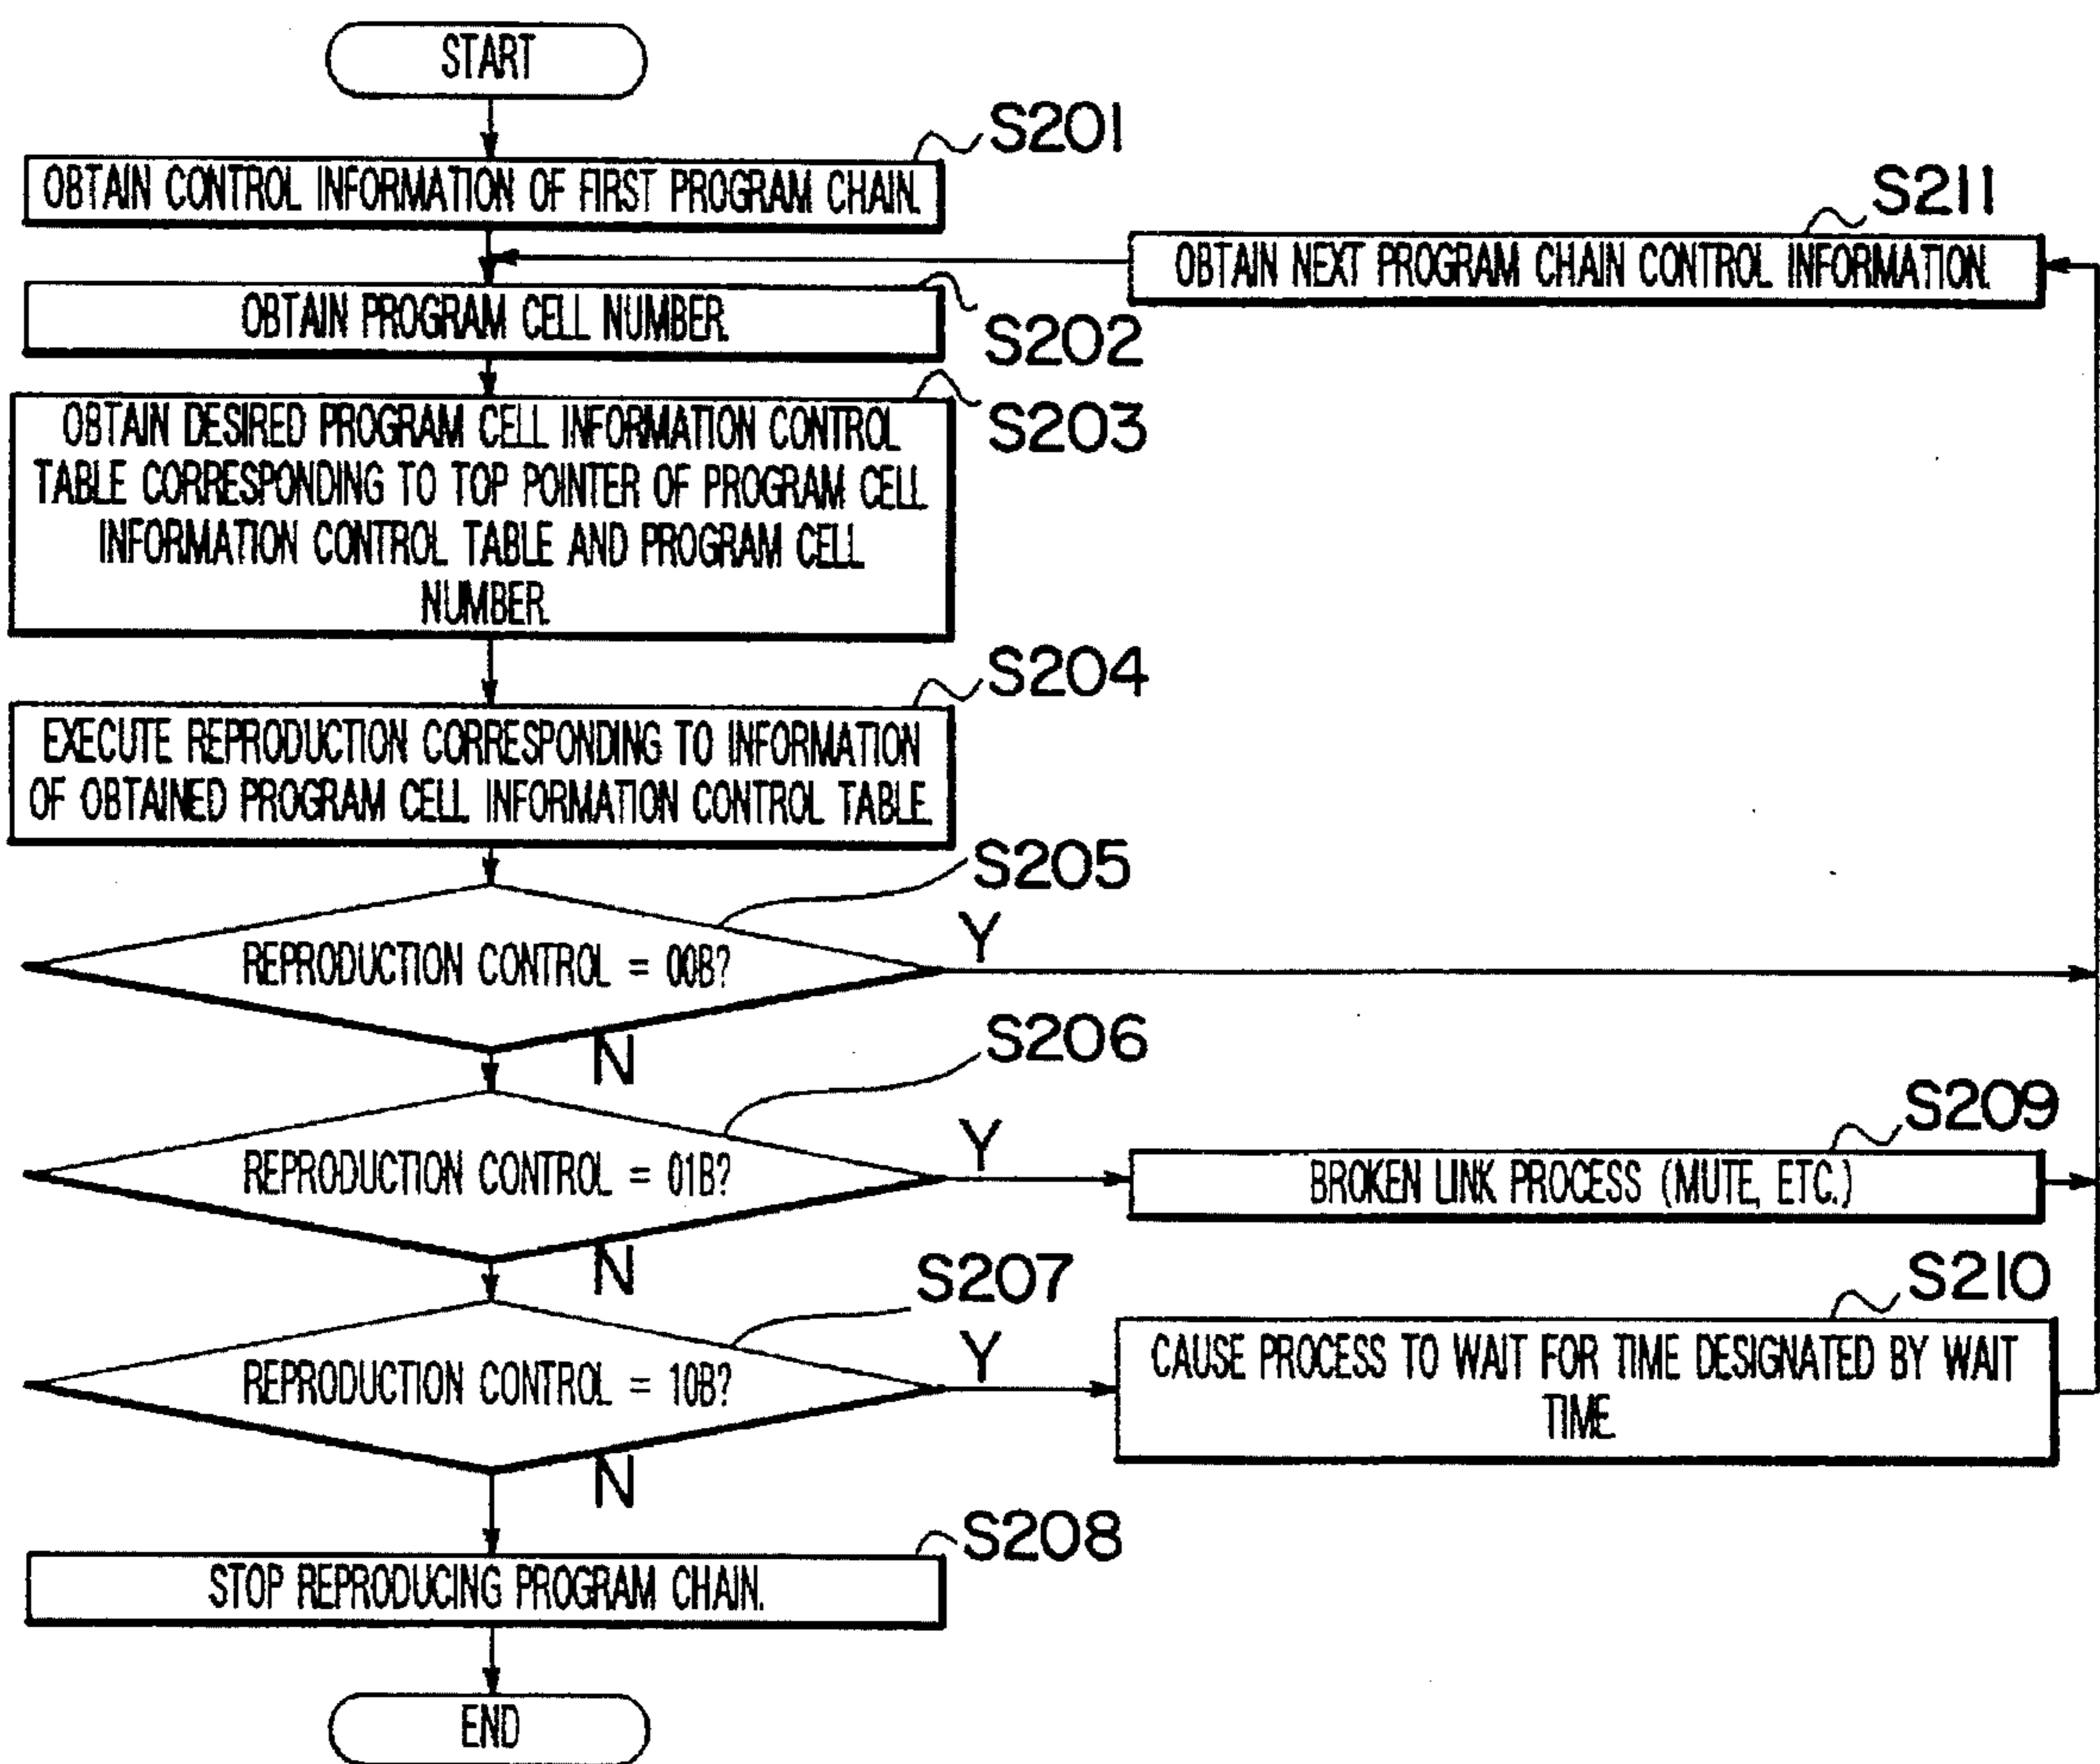 START
S201
OBTAIN CONTROL INFORMATION OF FIRST PROGRAM CHAIN.
S211
OBTAIN NEXT PROGRAM CHAIN CONTROL INFORMATION.
OBTAIN PROGRAM CELL NUMBER.
S202
S203
OBTAIN DESIRED PROGRAM CELL INFORMATION CONTROL
TABLE CORRESPONDING TO TOP POINTER OF PROGRAM CELL
INFORMATION CONTROL TABLE AND PROGRAM CELL
NUMBER.
S204
EXECUTE REPRODUCTION CORRESPONDING TO INFORMATION
OF OBTAINED PROGRAM CELL INFORMATION CONTROL TABLE.
S205
REPRODUCTION CONTROL = 00B?
Y
N
S206
REPRODUCTION CONTROL = 01B?
Y
S209
BROKEN LINK PROCESS (MUTE, ETC.)
N
S207
REPRODUCTION CONTROL = 10B?
Y
S210
CAUSE PROCESS TO WAIT FOR TIME DESIGNATED BY WAIT
TIME.
N
S208
STOP REPRODUCING PROGRAM CHAIN.
END